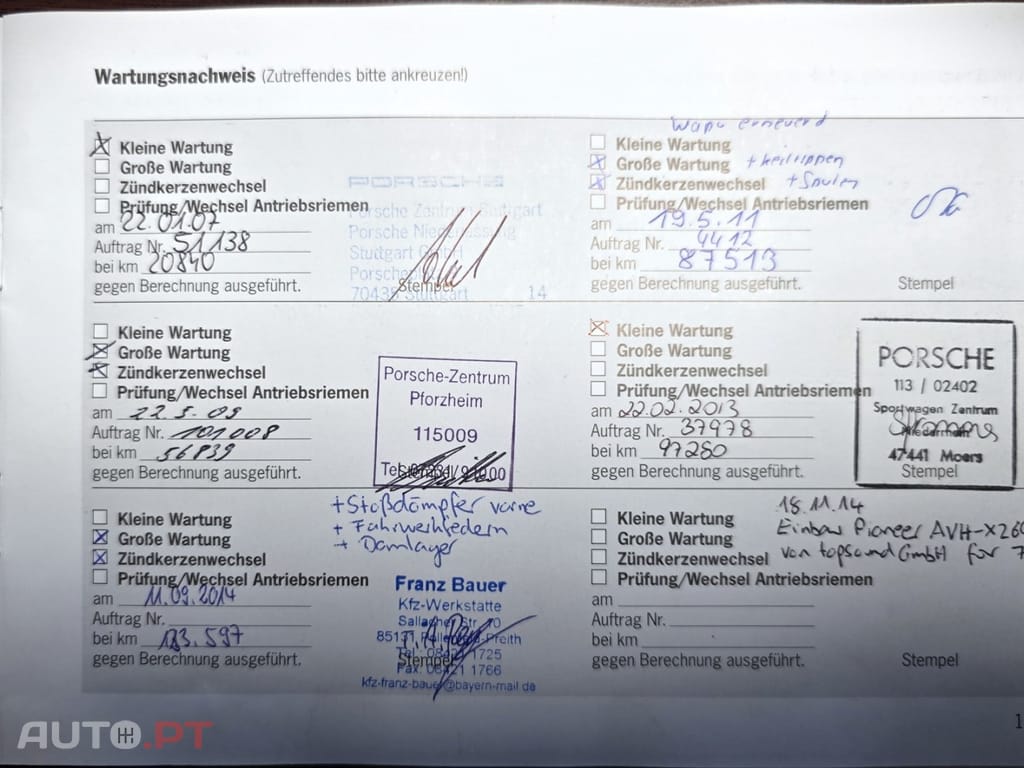 Wartungsnachweis (Zutreffendes bitte ankreuzen!)
Kleine Wartung
Große Wartung
Zündkerzenwechsel
Prüfung/Wechsel Antriebsriemen
am 22.01.07
Auftrag Nr. 51138
bei km 20840
gegen Berechnung ausgeführt.
PORSCHE
Porsche Zentrum Stuttgart
Porsche Niederlassung
Stuttgart GmbH
70435 Stuttgart
14
Stempel
Wapu erneuerd
Kleine Wartung
Große Wartung + Keilrippen
Zündkerzenwechsel + Spulen
Prüfung/Wechsel Antriebsriemen
am 19.5.11
Auftrag Nr. 4412
bei km 87513
gegen Berechnung ausgeführt.
Stempel
Kleine Wartung
Große Wartung
Zündkerzenwechsel
Prüfung/Wechsel Antriebsriemen
am 22.5.09
Auftrag Nr. 101008
bei km 56839
gegen Berechnung ausgeführt.
Porsche-Zentrum
Pforzheim
115009
+ Stoßdämpfer vorne
+ Fahrwerkfedern
+ Domlager
Kleine Wartung
Große Wartung
Zündkerzenwechsel
Prüfung/Wechsel Antriebsriemen
am 22.02.2013
Auftrag Nr. 37978
bei km 97280
gegen Berechnung ausgeführt.
PORSCHE
113 / 02402
Sportwagen Zentrum
Niederrhein
47441 Moers
Stempel
Kleine Wartung
Große Wartung
Zündkerzenwechsel
Prüfung/Wechsel Antriebsriemen
am 11.09.2014
Auftrag Nr.
bei km 133.597
gegen Berechnung ausgeführt.
Franz Bauer
Kfz-Werkstatte
Stempel
kfz-franz-bauer@bayern-mail.de
18.11.14
Einbau Pioneer AVH-X260
von topsound GmbH für 7
Kleine Wartung
Große Wartung
Zündkerzenwechsel
Prüfung/Wechsel Antriebsriemen
am
Auftrag Nr.
bei km
gegen Berechnung ausgeführt.
Stempel
1
AUTO.PT